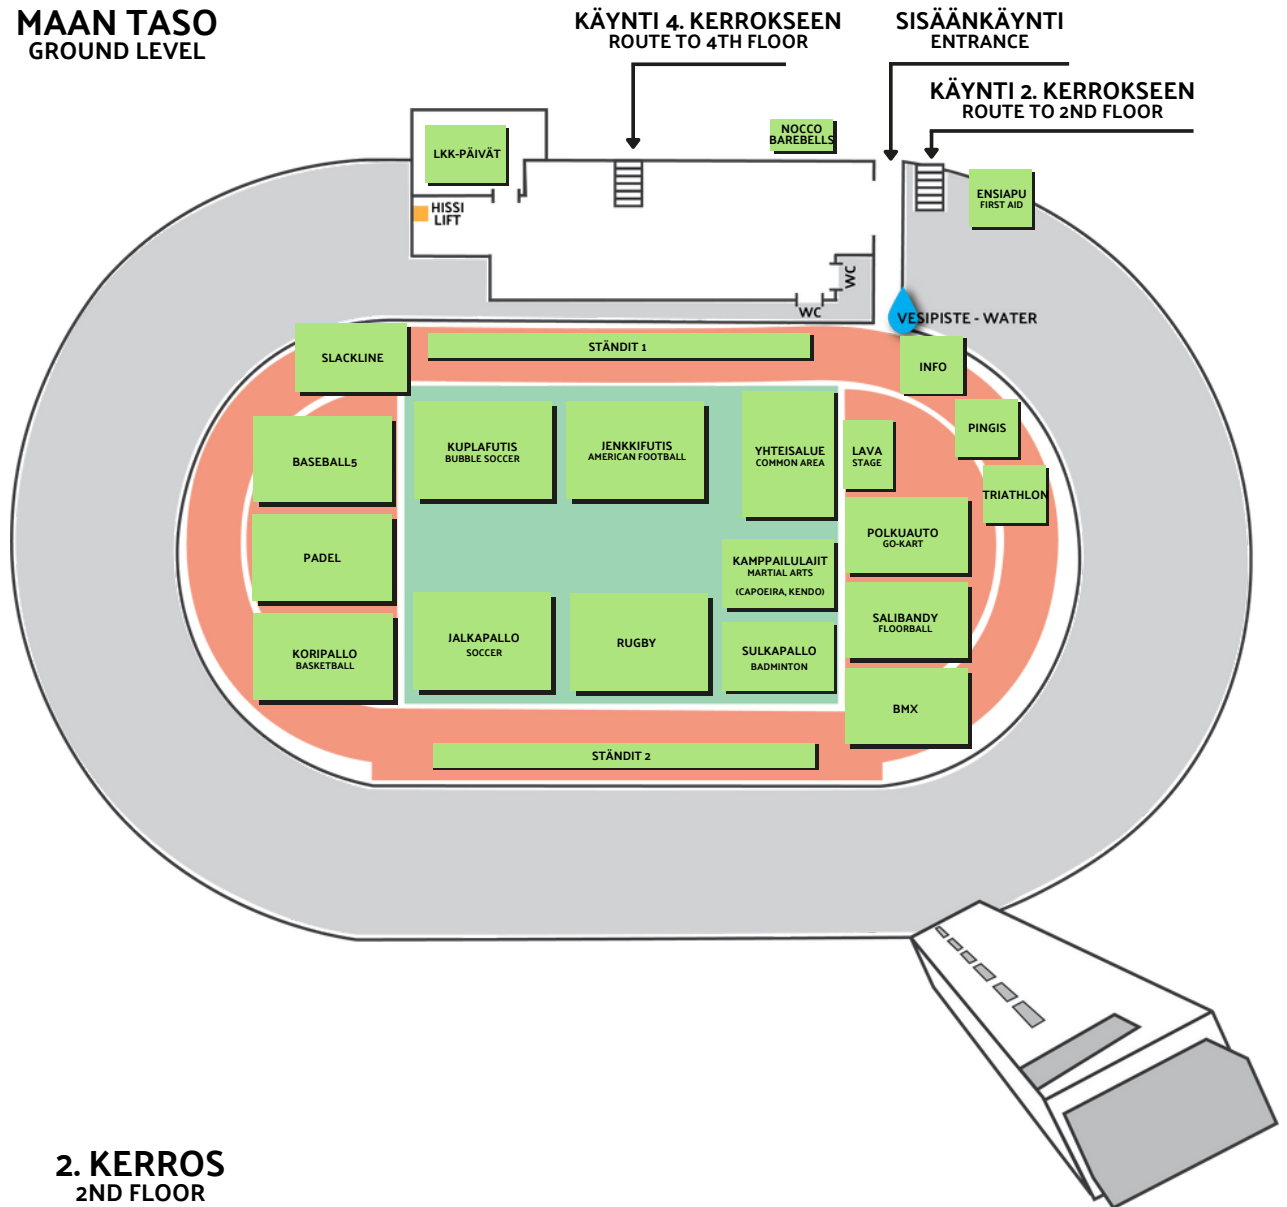 MAAN TASO
GROUND LEVEL
KÄYNTI 4. KERROKSEEN
ROUTE TO 4TH FLOOR
SISÄÄNKÄYNTI
ENTRANCE
KÄYNTI 2. KERROKSEEN
ROUTE TO 2ND FLOOR
NOCCO
BAREBELLS
LKK-PÄIVÄT
HISSI
LIFT
ENSIAPU
FIRST AID
WC
WC
VESIPISTE - WATER
STÄNDIT 1
SLACKLINE
INFO
PINGIS
KUPLAFUTIS
BUBBLE SOCCER
JENKKIFUTIS
AMERICAN FOOTBALL
YHTEISALUE
COMMON AREA
LAVA
STAGE
BASEBALL5
TRIATHLON
PADEL
KAMPPAILULAJIT
MARTIAL ARTS
(CAPOEIRA, KENDO)
POLKUAUTO
GO-KART
KORIPALLO
BASKETBALL
JALKAPALLO
SOCCER
RUGBY
SULKAPALLO
BADMINTON
SALIBANDY
FLOORBALL
BMX
STÄNDIT 2
2. KERROS
2ND FLOOR